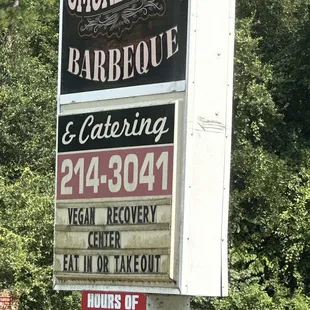 BARBEQUE
& Catering
214-3041
VEGAN RECOVERY
CENTER
EAT IN OR TAKEOUT
HOURS OF